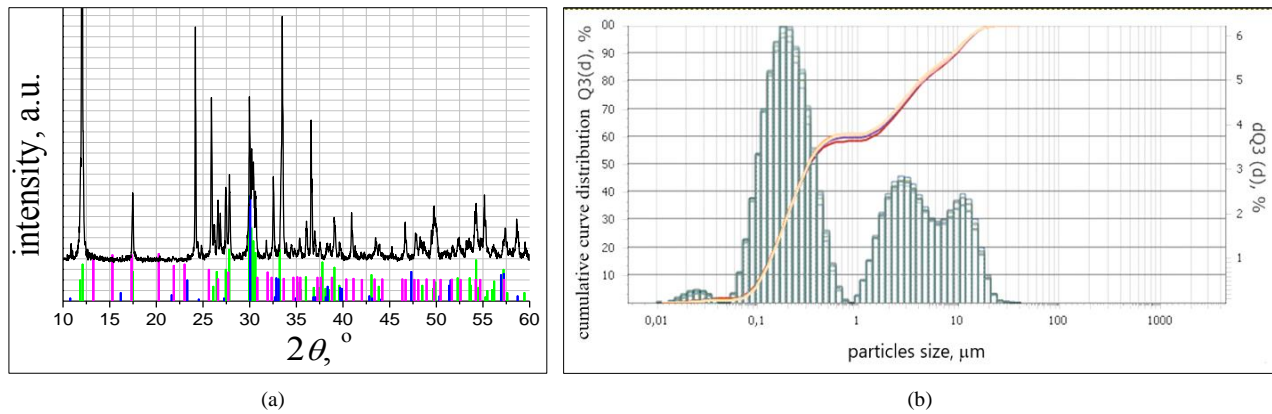 intensity, a.u.
10 15 20 25 30 35 40 45 50 55 60
2θ, °
(a)
cumulative curve distribution Q3(d), %
00
90
80
70
60
50
40
30
20
10
6
5
4
3
2
1
dQ3 (d), %
0,01 0,1 1 10 100 1000
particles size, μm
(b)